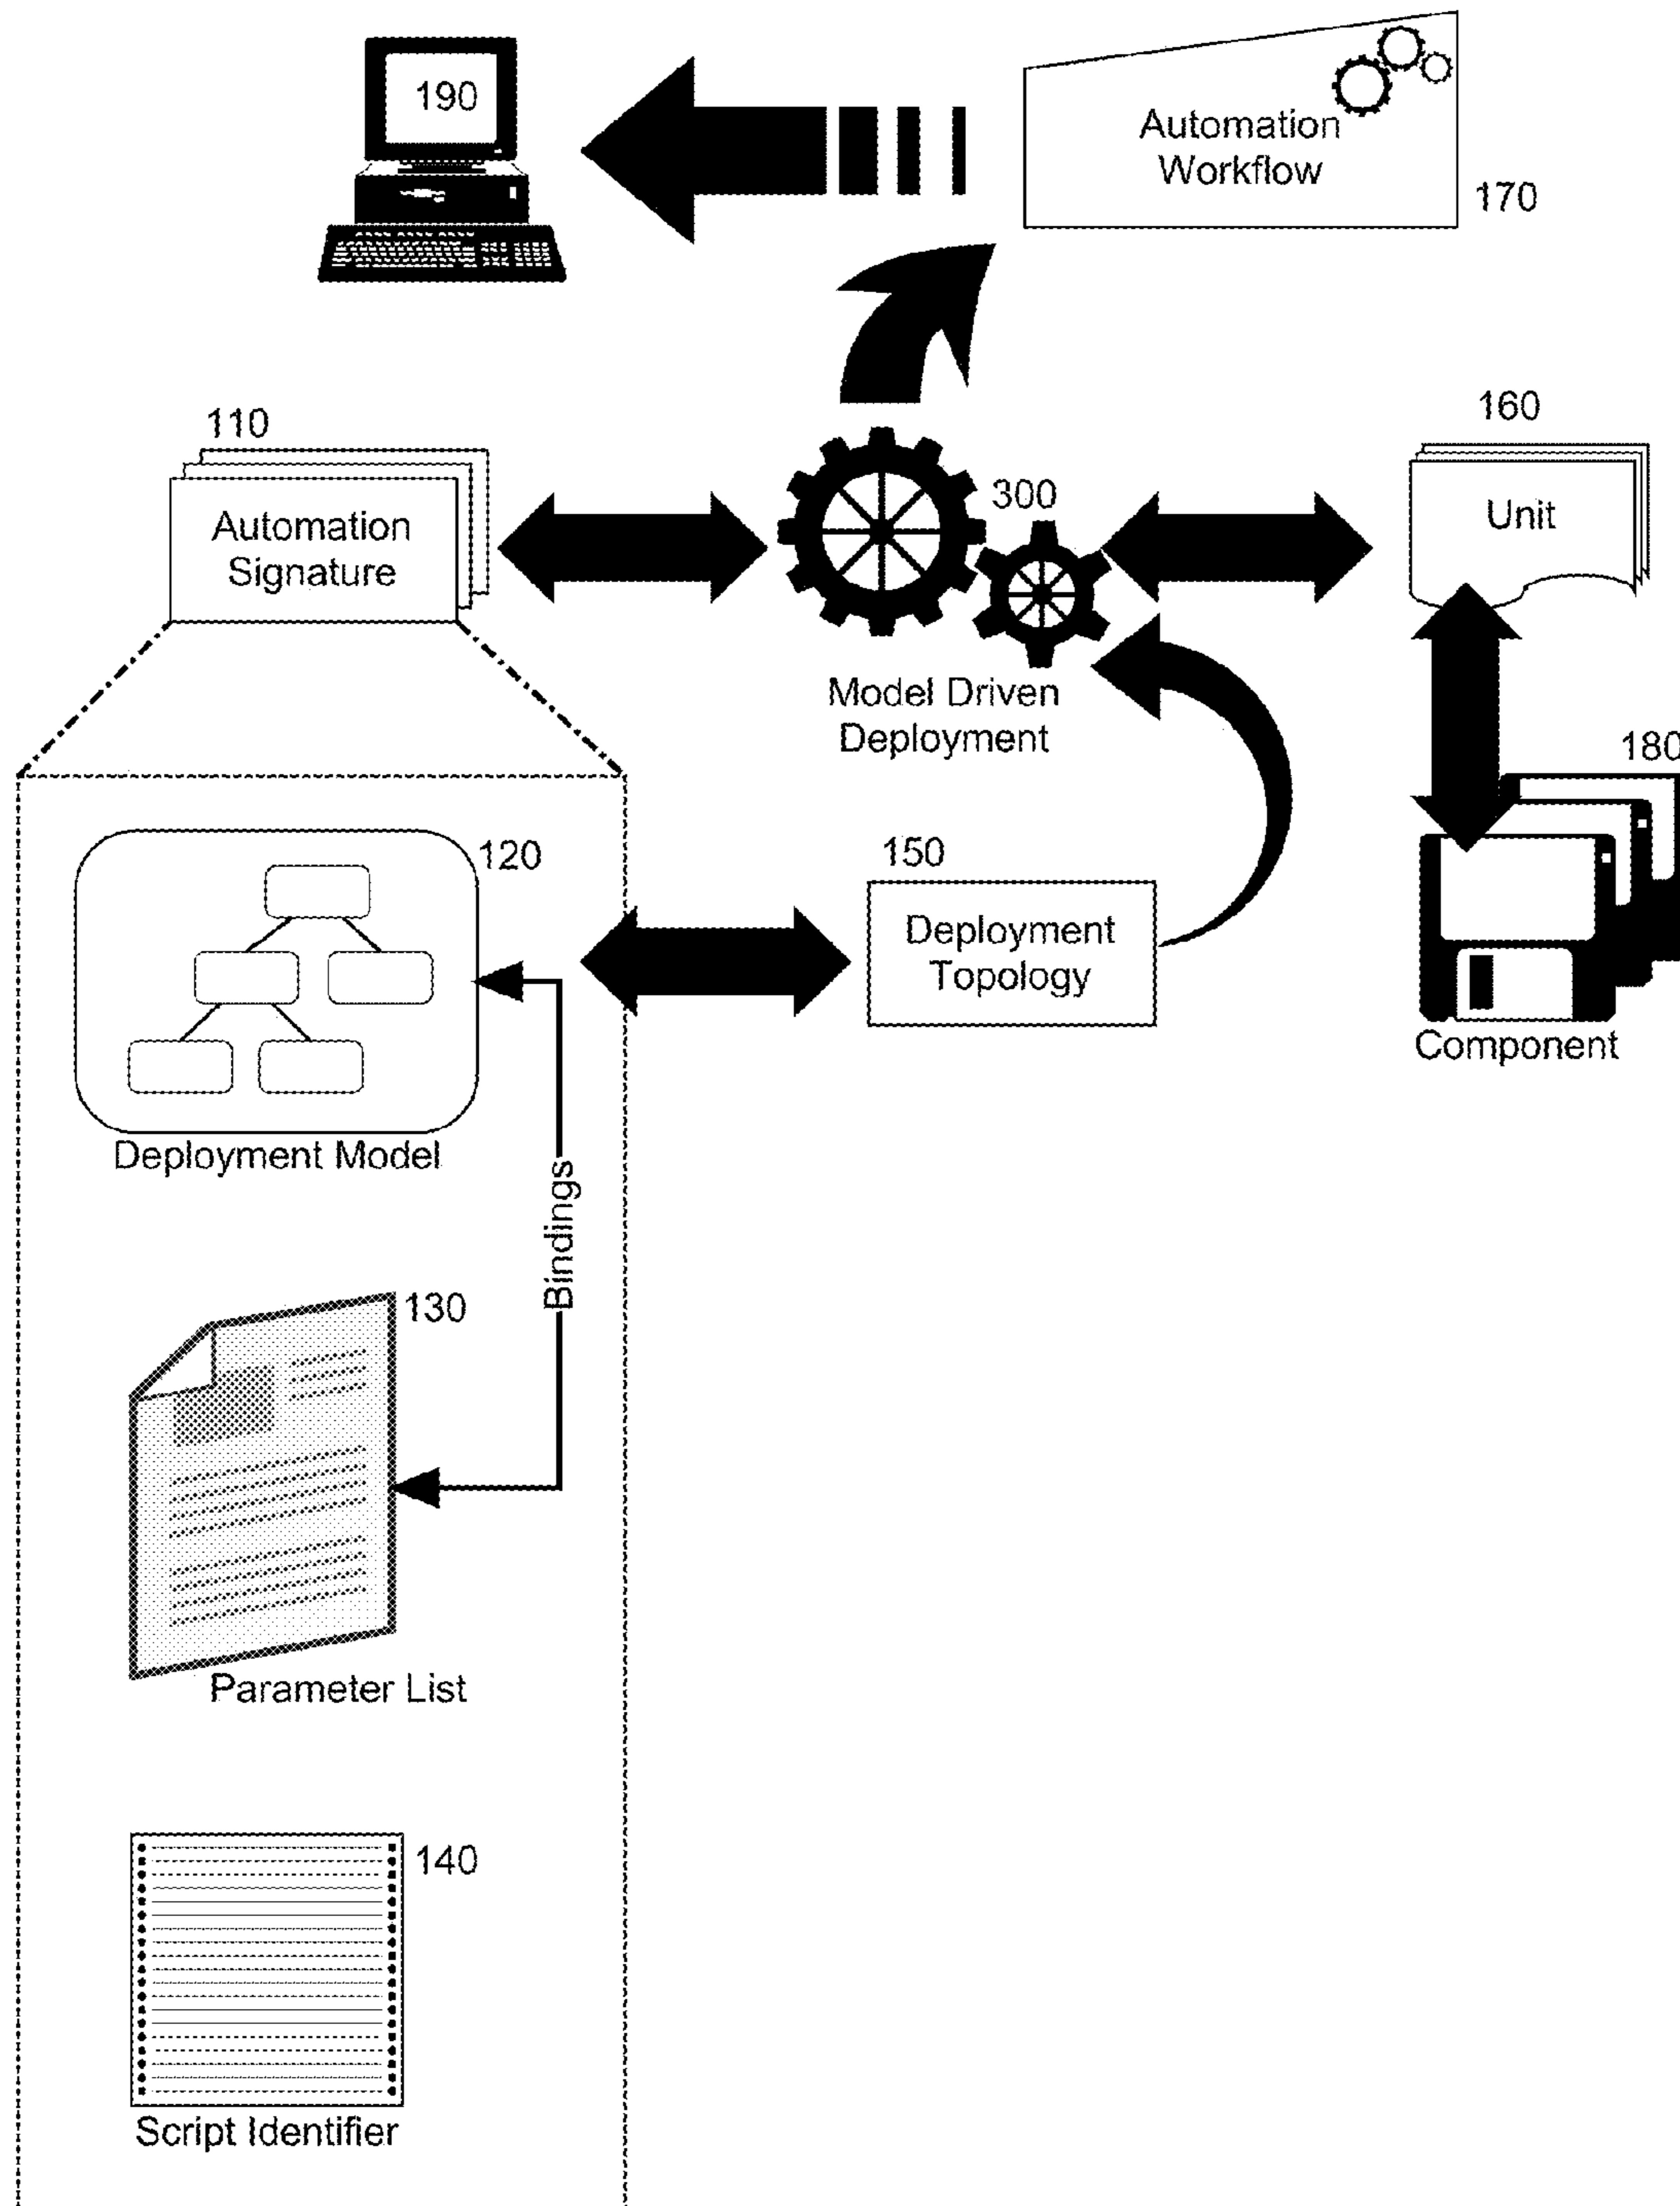 190
Automation
Workflow
170
110
Automation
Signature
300
160
Unit
Model Driven
Deployment
180
120
150
Deployment
Topology
Component
Deployment Model
Bindings
130
Parameter List
140
Script Identifier